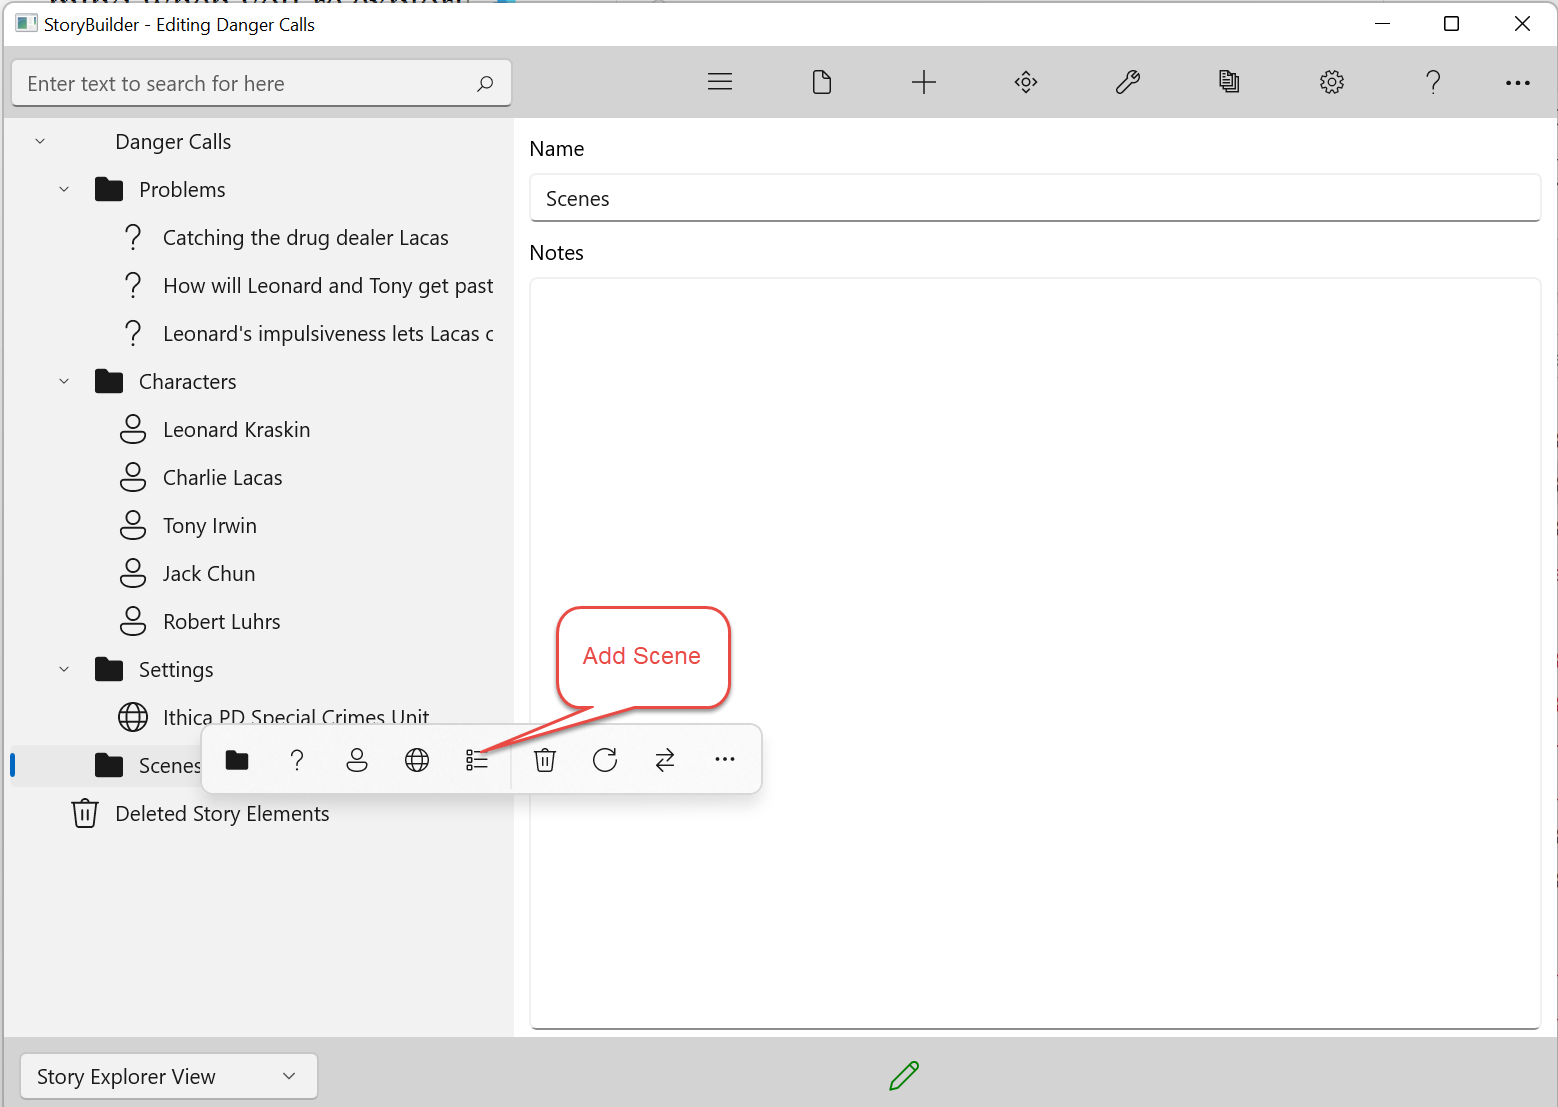 StoryBuilder - Editing Danger Calls
Enter text to search for here
Danger Calls
Problems
Catching the drug dealer Lacas
How will Leonard and Tony get past
Leonard's impulsiveness lets Lacas c
Characters
Leonard Kraskin
Charlie Lacas
Tony Irwin
Jack Chun
Robert Luhrs
Settings
Ithica PD Special Crimes Unit
Scenes
Deleted Story Elements
Name
Scenes
Notes
Add Scene
Story Explorer View